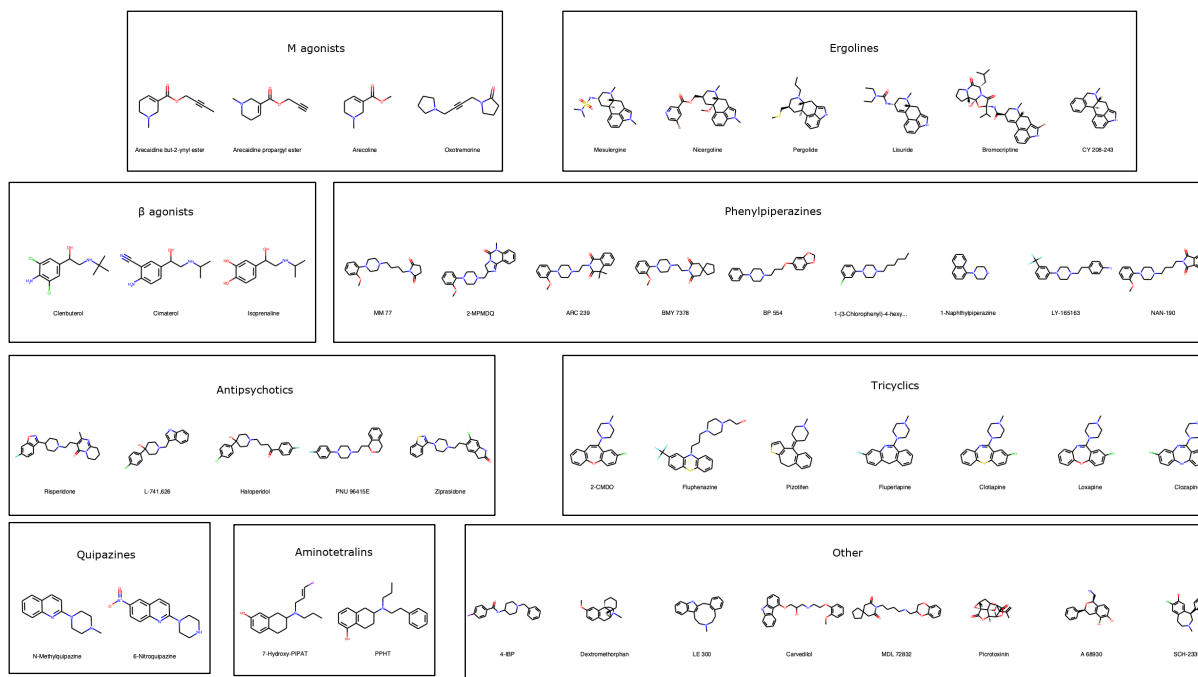 M agonists
Arecaidine but-2-ynyl ester
Arecaidine propargyl ester
Arecoline
Oxotremorine
Ergolines
Mesulergine
Nicergoline
Pergolide
Lisuride
Bromocriptine
CY 208-243
β agonists
Clenbuterol
Cimaterol
Isoprenaline
Phenylpiperazines
MM 77
2-MPMDQ
ARC 239
BMY 7378
BP 554
1-(3-Chlorophenyl)-4-hexy...
1-Naphthylpiperazine
LY-165163
NAN-190
Antipsychotics
Risperidone
L-741,626
Haloperidol
PNU 96415E
Ziprasidone
Tricyclics
2-CMDO
Fluphenazine
Pizotifen
Fluperlapine
Clotiapine
Loxapine
Clozapine
Quipazines
N-Methylquipazine
6-Nitroquipazine
Aminotetralins
7-Hydroxy-PIPAT
PPHT
Other
4-IBP
Dextromethorphan
LE 300
Carvedilol
MDL 72832
Picrotoxinin
A 68930
SCH-233